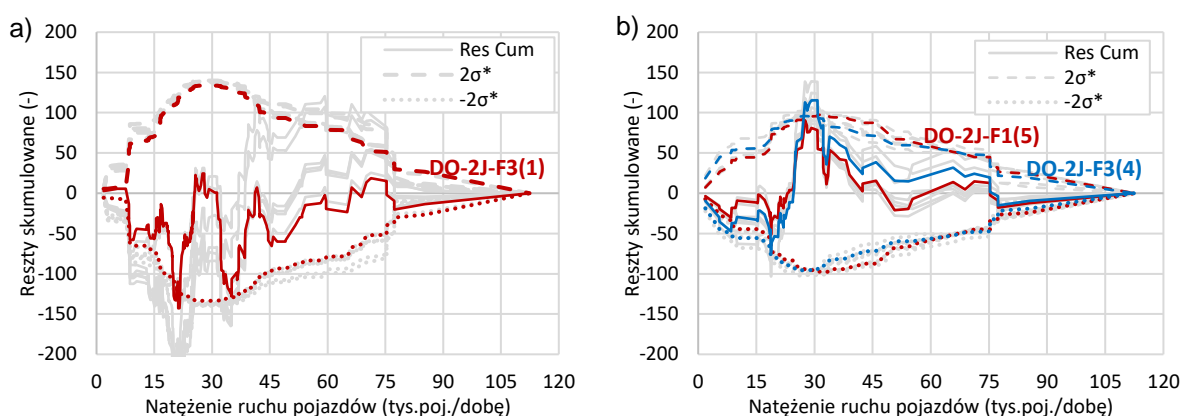 a)
Reszty skumulowane (-)
200
150
100
50
0
-50
-100
-150
-200
Res Cum
2σ*
-2σ*
DO-2J-F3(1)
0 15 30 45 60 75 90 105 120
Natężenie ruchu pojazdów (tys.poj./dobę)
b)
Reszty skumulowane (-)
200
150
100
50
0
-50
-100
-150
-200
Res Cum
2σ*
-2σ*
DO-2J-F1(5)
DO-2J-F3(4)
0 15 30 45 60 75 90 105 120
Natężenie ruchu pojazdów (tys.poj./dobę)